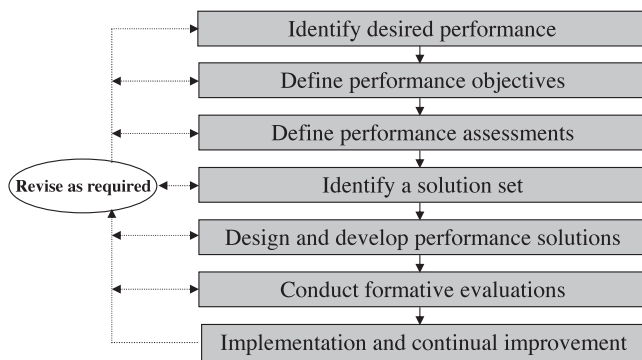 Identify desired performance
Define performance objectives
Define performance assessments
Revise as required
Identify a solution set
Design and develop performance solutions
Conduct formative evaluations
Implementation and continual improvement